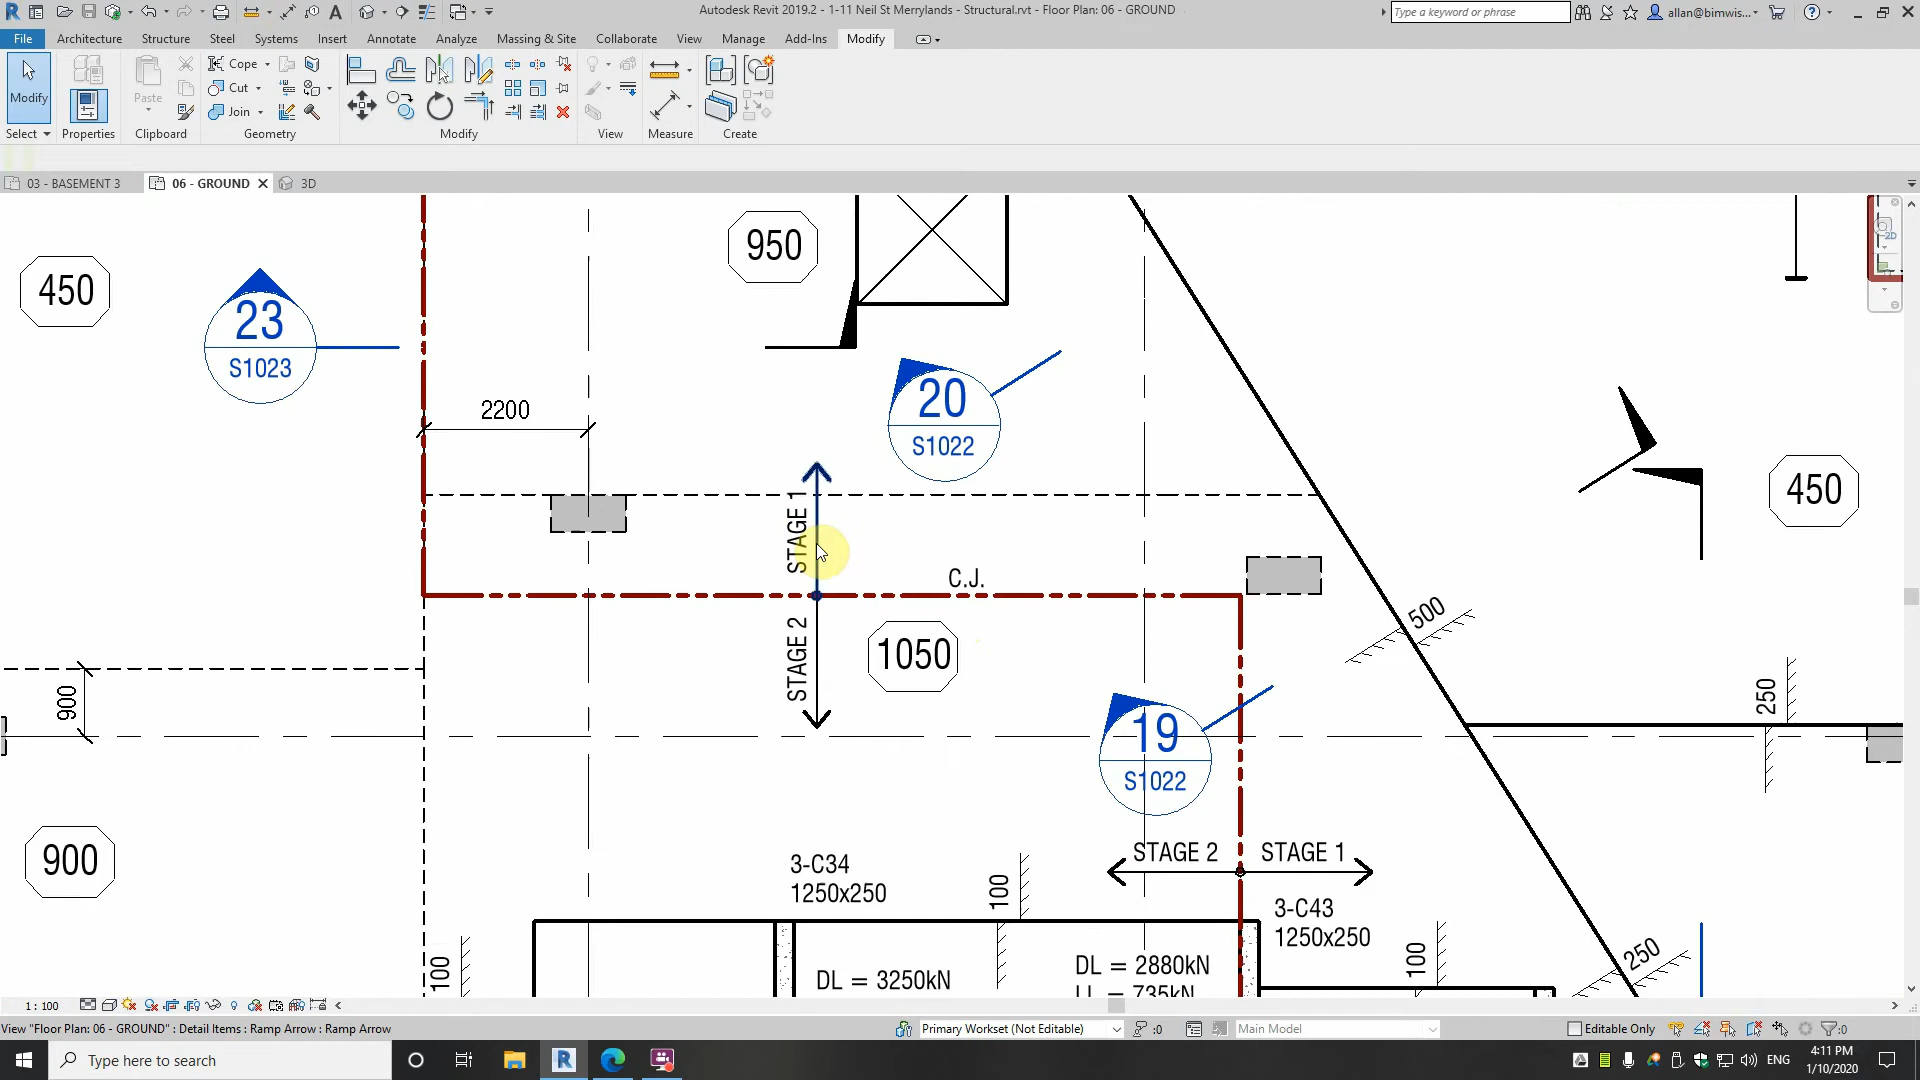 Autodesk Revit 2019.2 - 1-11 Neil St Merrylands - Structural.rvt - Floor Plan: 06 - GROUND
Type a keyword or phrase
allan@bimwis...
File Architecture Structure Steel Systems Insert Annotate Analyze Massing & Site Collaborate View Manage Add-Ins Modify
Modify
Paste
Cope
Cut
Join
Select Properties Clipboard Geometry Modify View Measure Create
03 - BASEMENT 3
06 - GROUND
3D
950
450
23
S1023
20
S1022
2200
450
STAGE 1
C.J.
500
STAGE 2
1050
250
900
19
S1022
STAGE 2
STAGE 1
900
3-C34
1250x250
100
3-C43
1250x250
100
100
250
DL = 3250kN
DL = 2880kN
LL = 735kN
1 : 100
View "Floor Plan: 06 - GROUND" : Detail Items : Ramp Arrow : Ramp Arrow
Primary Workset (Not Editable)
:0
Main Model
Editable Only
:0
Type here to search
ENG
4:11 PM
1/10/2020